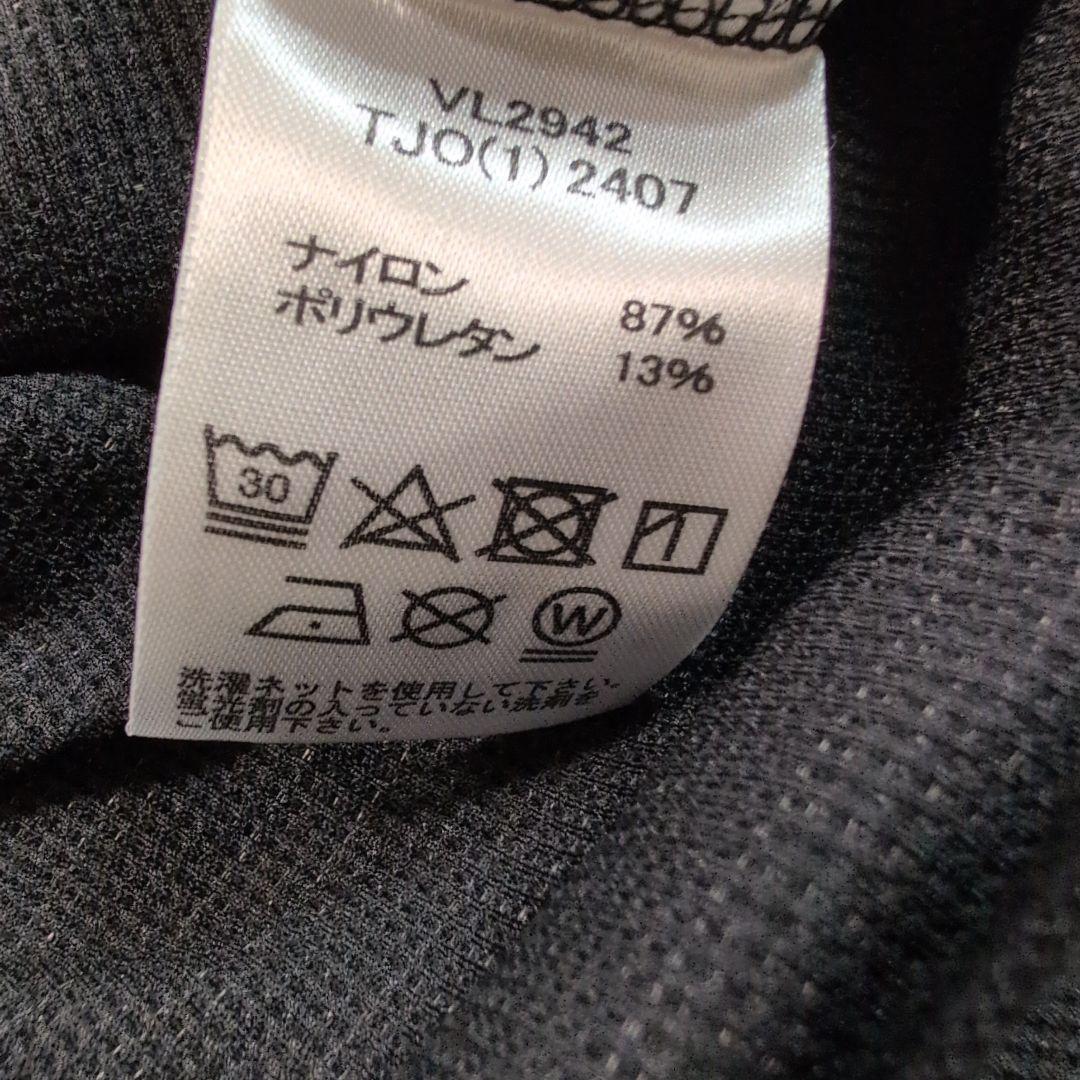 VL2942
TJO(1) 2407
ナイロン 87%
ポリウレタン 13%
30
W
洗濯ネットを使用して下さい。
蛍光剤の入っていない洗剤を
ご使用下さい。